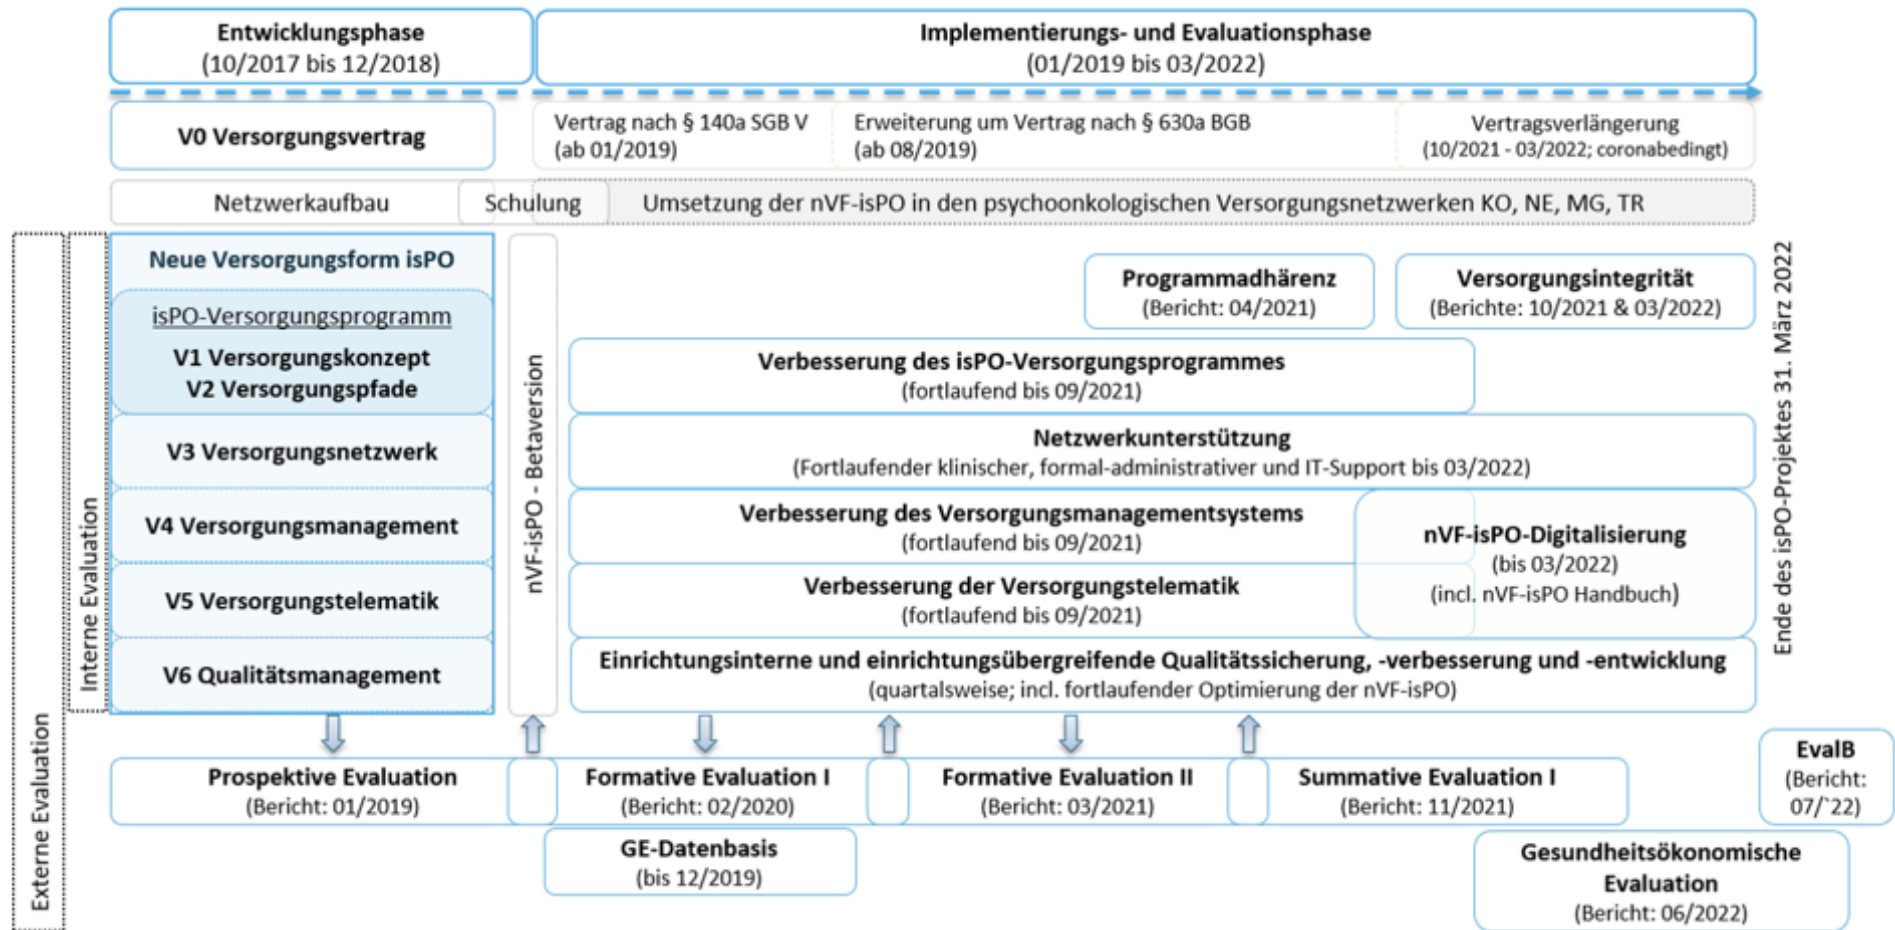 Entwicklungsphase
(10/2017 bis 12/2018)
Implementierungs- und Evaluationsphase
(01/2019 bis 03/2022)
V0 Versorgungsvertrag
Vertrag nach § 140a SGB V
(ab 01/2019)
Erweiterung um Vertrag nach § 630a BGB
(ab 08/2019)
Vertragsverlängerung
(10/2021 - 03/2022; coronabedingt)
Netzwerkaufbau
Schulung
Umsetzung der nVF-isPO in den psychoonkologischen Versorgungsnetzwerken KO, NE, MG, TR
Externe Evaluation
Interne Evaluation
Neue Versorgungsform isPO
isPO-Versorgungsprogramm
V1 Versorgungskonzept
V2 Versorgungspfade
V3 Versorgungsnetzwerk
V4 Versorgungsmanagement
V5 Versorgungstelematik
V6 Qualitätsmanagement
nVF-isPO - Betaversion
Programmadhärenz
(Bericht: 04/2021)
Versorgungsintegrität
(Berichte: 10/2021 & 03/2022)
Verbesserung des isPO-Versorgungsprogrammes
(fortlaufend bis 09/2021)
Netzwerkunterstützung
(Fortlaufender klinischer, formal-administrativer und IT-Support bis 03/2022)
Verbesserung des Versorgungsmanagementsystems
(fortlaufend bis 09/2021)
Verbesserung der Versorgungstelematik
(fortlaufend bis 09/2021)
nVF-isPO-Digitalisierung
(bis 03/2022)
(incl. nVF-isPO Handbuch)
Einrichtungsinterne und einrichtungsübergreifende Qualitätssicherung, -verbesserung und -entwicklung
(quartalsweise; incl. fortlaufender Optimierung der nVF-isPO)
Ende des isPO-Projektes 31. März 2022
Prospektive Evaluation
(Bericht: 01/2019)
Formative Evaluation I
(Bericht: 02/2020)
Formative Evaluation II
(Bericht: 03/2021)
Summative Evaluation I
(Bericht: 11/2021)
EvalB
(Bericht:
07/`22)
GE-Datenbasis
(bis 12/2019)
Gesundheitsökonomische
Evaluation
(Bericht: 06/2022)